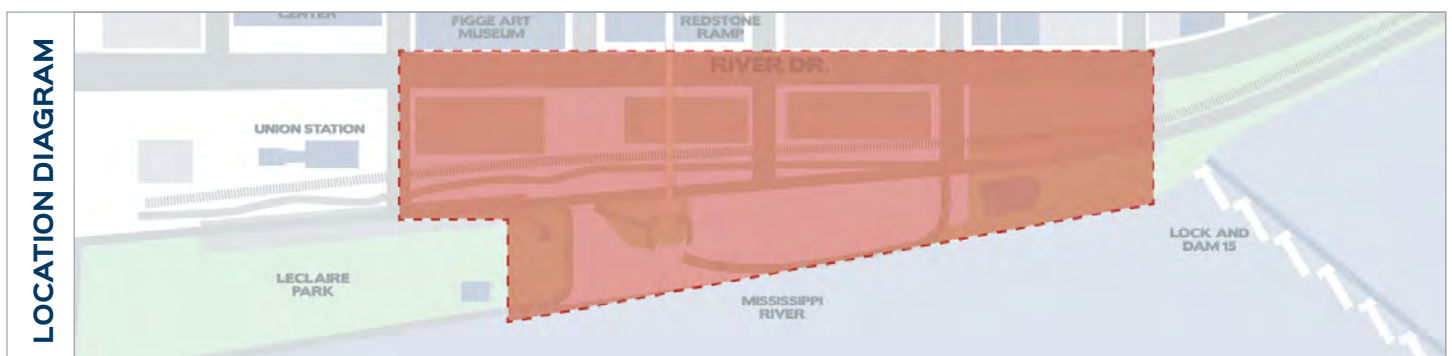 LOCATION DIAGRAM
CENTER
FIGGE ART
MUSEUM
REDSTONE
RAMP
RIVER DR.
UNION STATION
LECLAIRE
PARK
MISSISSIPPI
RIVER
LOCK AND
DAM 15